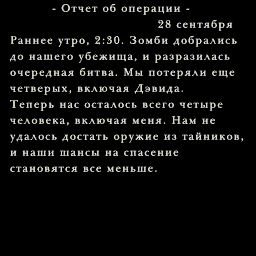 - Отчет об операции -
28 сентября
Раннее утро, 2:30. Зомби добрались
до нашего убежища, и разразилась
очередная битва. Мы потеряли еще
четверых, включая Дэвида.
Теперь нас осталось всего четыре
человека, включая меня. Нам не
удалось достать оружие из тайников,
и наши шансы на спасение
становятся все меньше.